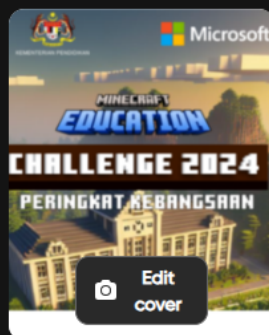 KEMENTERIAN PENDIDIKAN
Microsoft
MINECRAFT
EDUCATION
CHALLENGE 2024
PERINGKAT KEBANGSAAN
Edit
cover